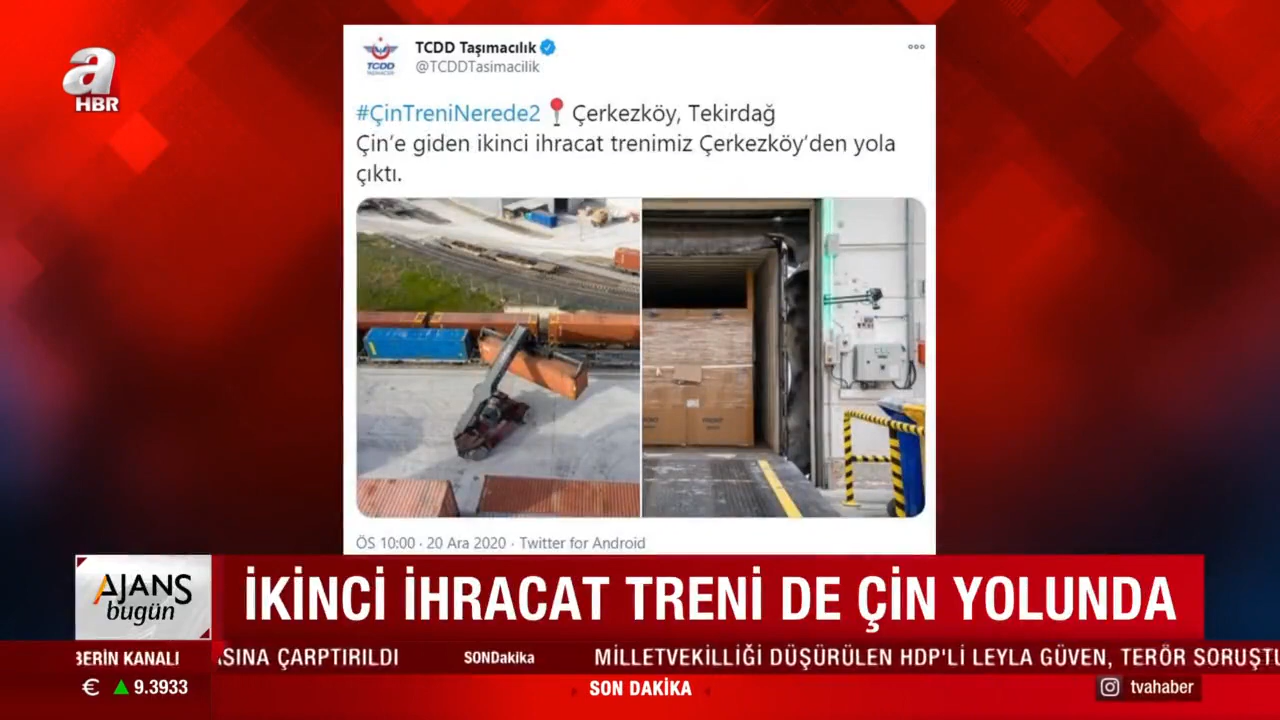 a
HBR
TCDD Taşımacılık
@TCDDTasimacilik
TCDD
#ÇinTreniNerede2 📍 Çerkezköy, Tekirdağ
Çin'e giden ikinci ihracat trenimiz Çerkezköy'den yola
çıktı.
ÖS 10:00 · 20 Ara 2020 · Twitter for Android
AJANS
bugün
İKİNCİ İHRACAT TRENİ DE ÇİN YOLUNDA
BERİN KANALI
ISINA ÇARPTIRILDI SONDakika MİLLETVEKİLLİĞİ DÜŞÜRÜLEN HDP'Lİ LEYLA GÜVEN, TERÖR SORUŞTU
€ ▲ 9.3933
SON DAKİKA
tvahaber